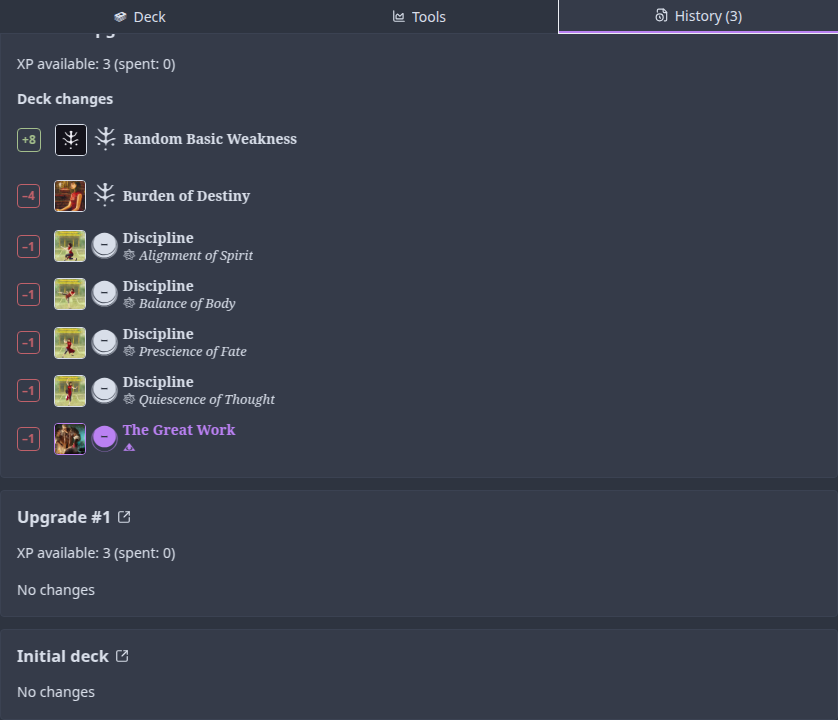 Deck
Tools
History (3)
XP available: 3 (spent: 0)
Deck changes
+8
Random Basic Weakness
–4
Burden of Destiny
–1
Discipline
Alignment of Spirit
–1
Discipline
Balance of Body
–1
Discipline
Prescience of Fate
–1
Discipline
Quiescence of Thought
–1
The Great Work
Upgrade #1
XP available: 3 (spent: 0)
No changes
Initial deck
No changes